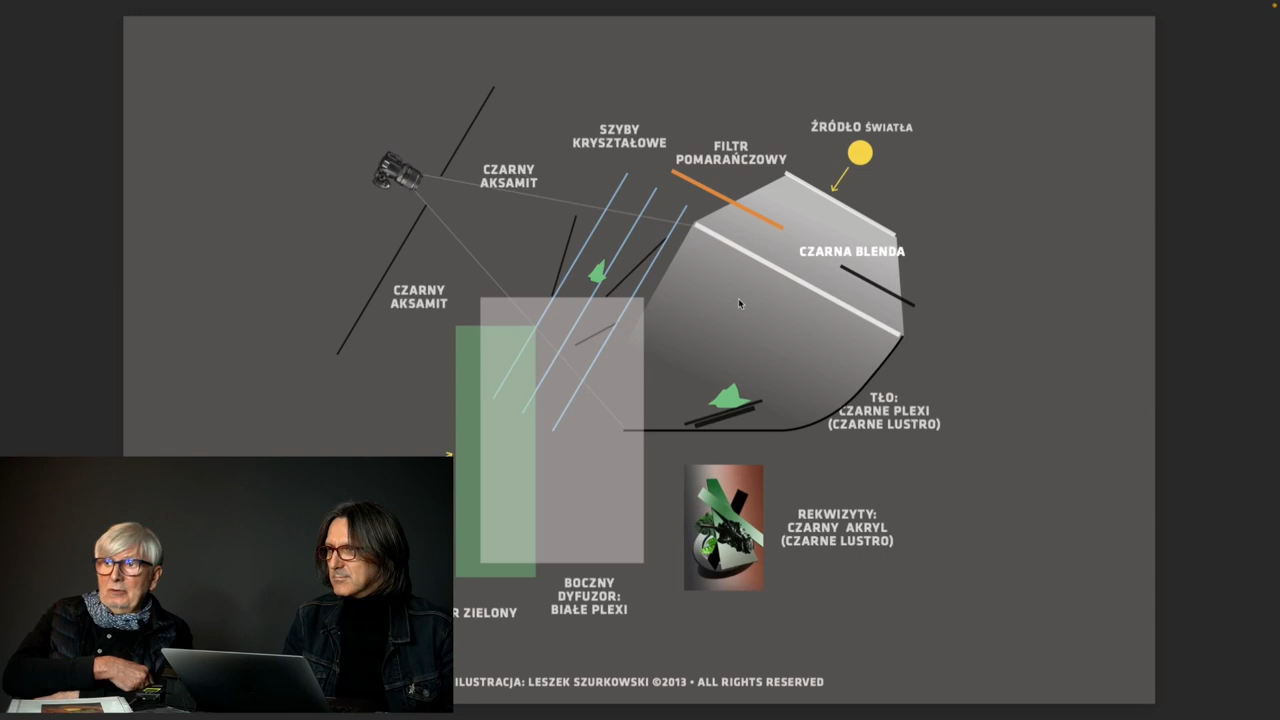 ŹRÓDŁO ŚWIATŁA
SZYBY
KRYSZTAŁOWE
FILTR
POMARAŃCZOWY
CZARNY
AKSAMIT
CZARNA BLENDA
CZARNY
AKSAMIT
TŁO:
CZARNE PLEXI
(CZARNE LUSTRO)
REKWIZYTY:
CZARNY AKRYL
(CZARNE LUSTRO)
BOCZNY
DYFUZOR:
BIAŁE PLEXI
R ZIELONY
ILUSTRACJA: LESZEK SZURKOWSKI ©2013 • ALL RIGHTS RESERVED